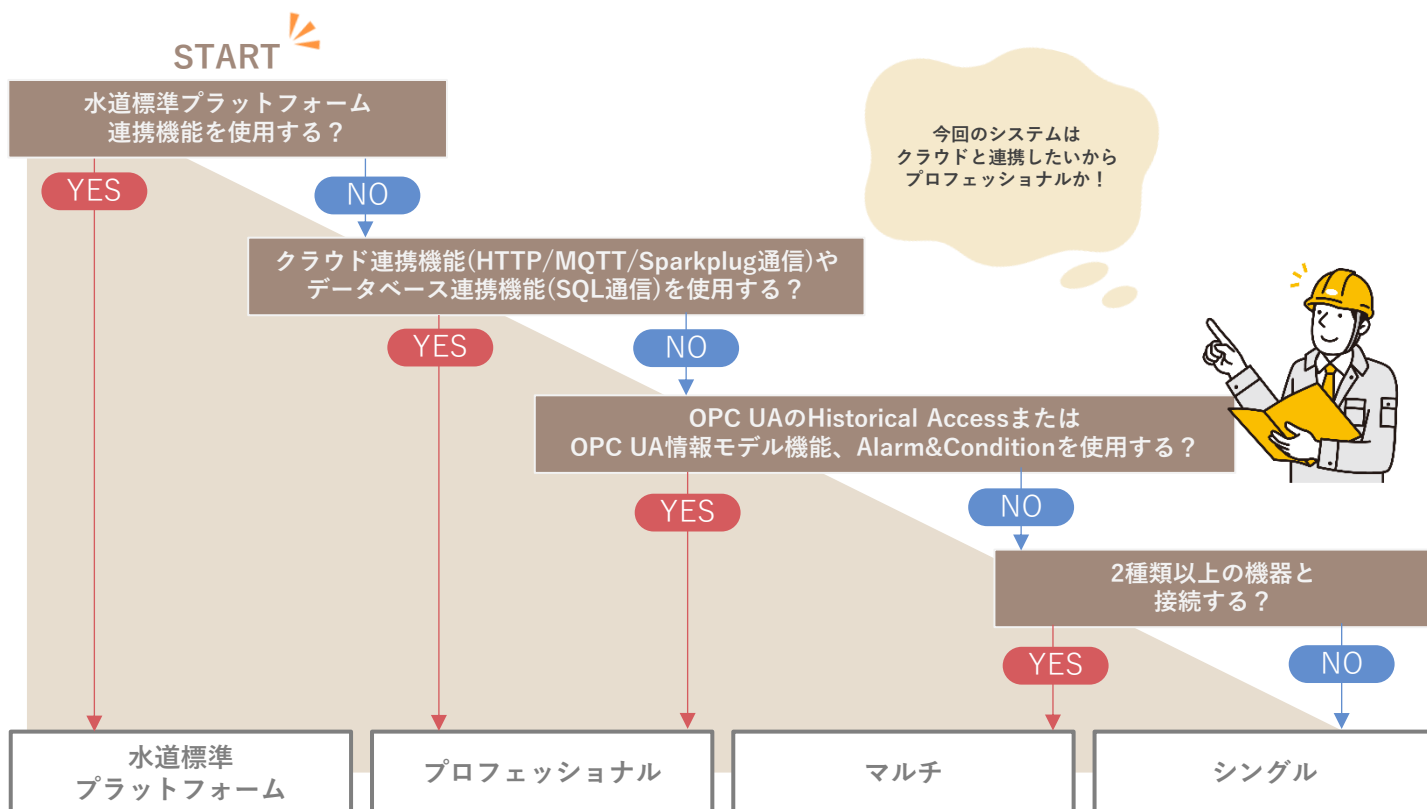 START
水道標準プラットフォーム
連携機能を使用する？
YES
NO
今回のシステムは
クラウドと連携したいから
プロフェッショナルか！
クラウド連携機能(HTTP/MQTT/Sparkplug通信)や
データベース連携機能(SQL通信)を使用する？
YES
NO
OPC UAのHistorical Accessまたは
OPC UA情報モデル機能、Alarm&Conditionを使用する？
YES
NO
2種類以上の機器と
接続する？
YES
NO
水道標準
プラットフォーム
プロフェッショナル
マルチ
シングル